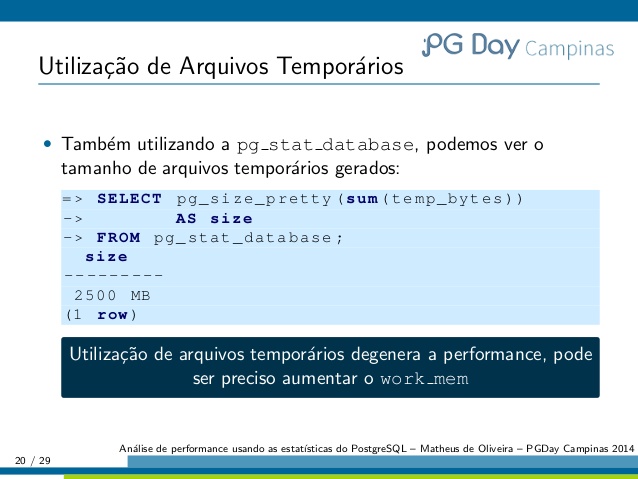 PG Day Campinas
Utilização de Arquivos Temporários
• Também utilizando a pg_stat_database, podemos ver o
tamanho de arquivos temporários gerados:
=> SELECT pg_size_pretty(sum(temp_bytes))
-> AS size
-> FROM pg_stat_database;
size
---------
2500 MB
(1 row)
Utilização de arquivos temporários degenera a performance, pode
ser preciso aumentar o work_mem
Análise de performance usando as estatísticas do PostgreSQL – Matheus de Oliveira – PGDay Campinas 2014
20 / 29